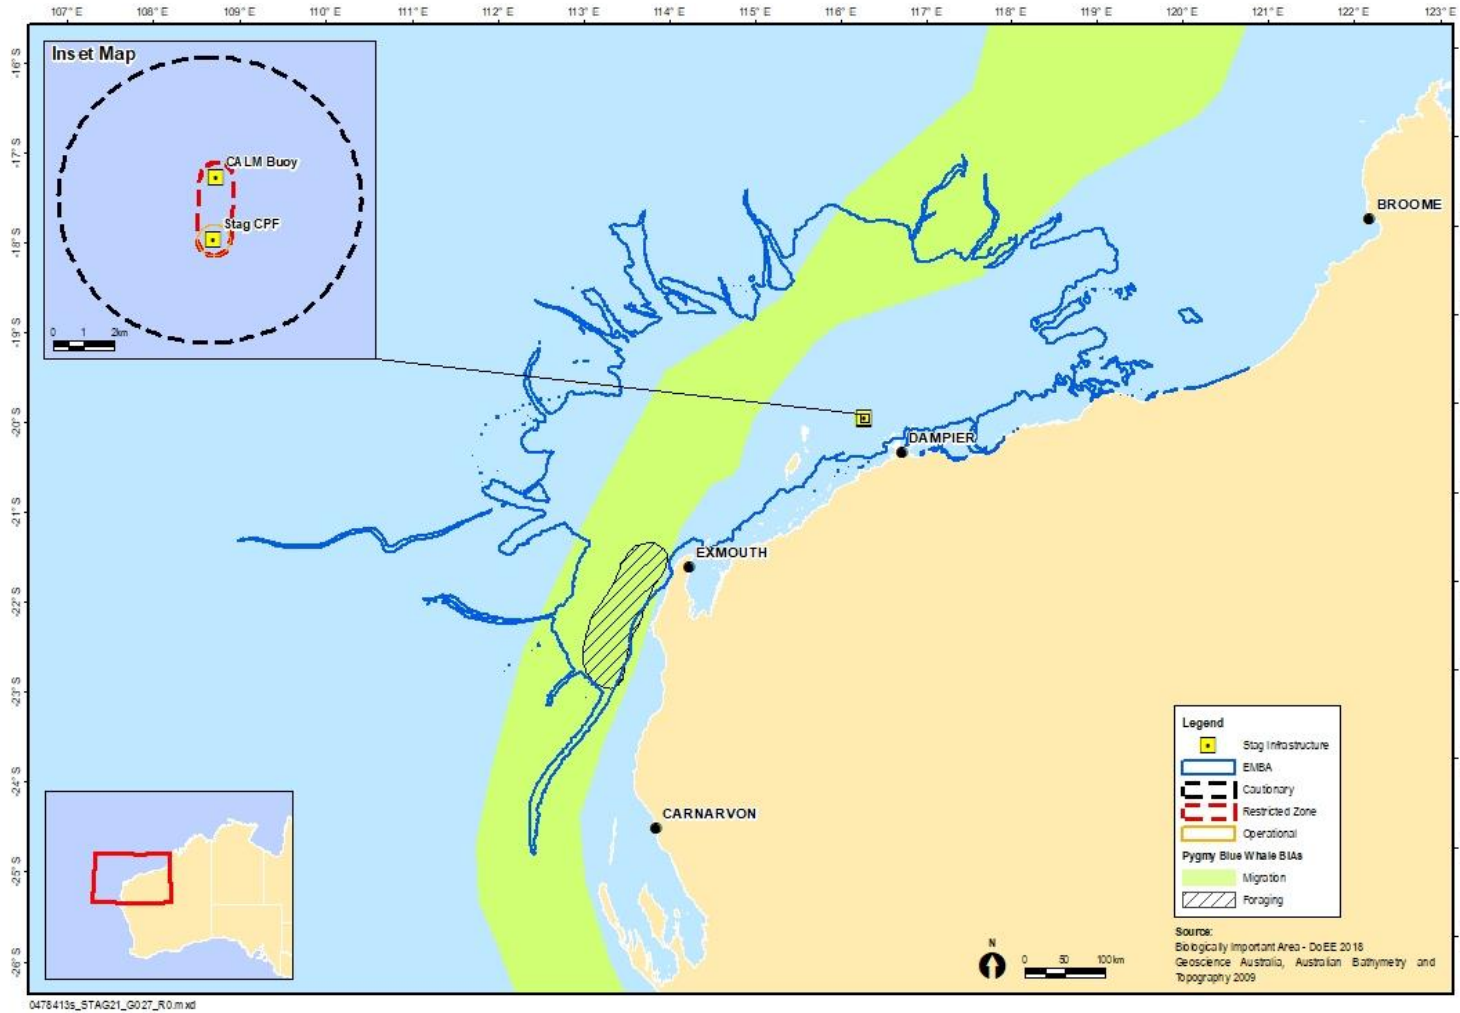 107° E 108° E 109° E 110° E 111° E 112° E 113° E 114° E 115° E 116° E 117° E 118° E 119° E 120° E 121° E 122° E 123° E
-16° S
-17° S
-18° S
-19° S
-20° S
-21° S
-22° S
-23° S
-24° S
-25° S
-26° S
Inset Map
CALM Buoy
Stag CPF
0 1 2km
BROOME
DAMPIER
EXMOUTH
CARNARVON
Legend
Stag Infrastructure
EMBA
Cautionary
Restricted Zone
Operational
Pygmy Blue Whale BIAs
Migration
Foraging
N
0 50 100km
Source:
Biologically Important Area - DoEE 2018
Geoscience Australia, Australian Bathymetry and
Topography 2009
0478413s_STAG21_G027_R0.mxd